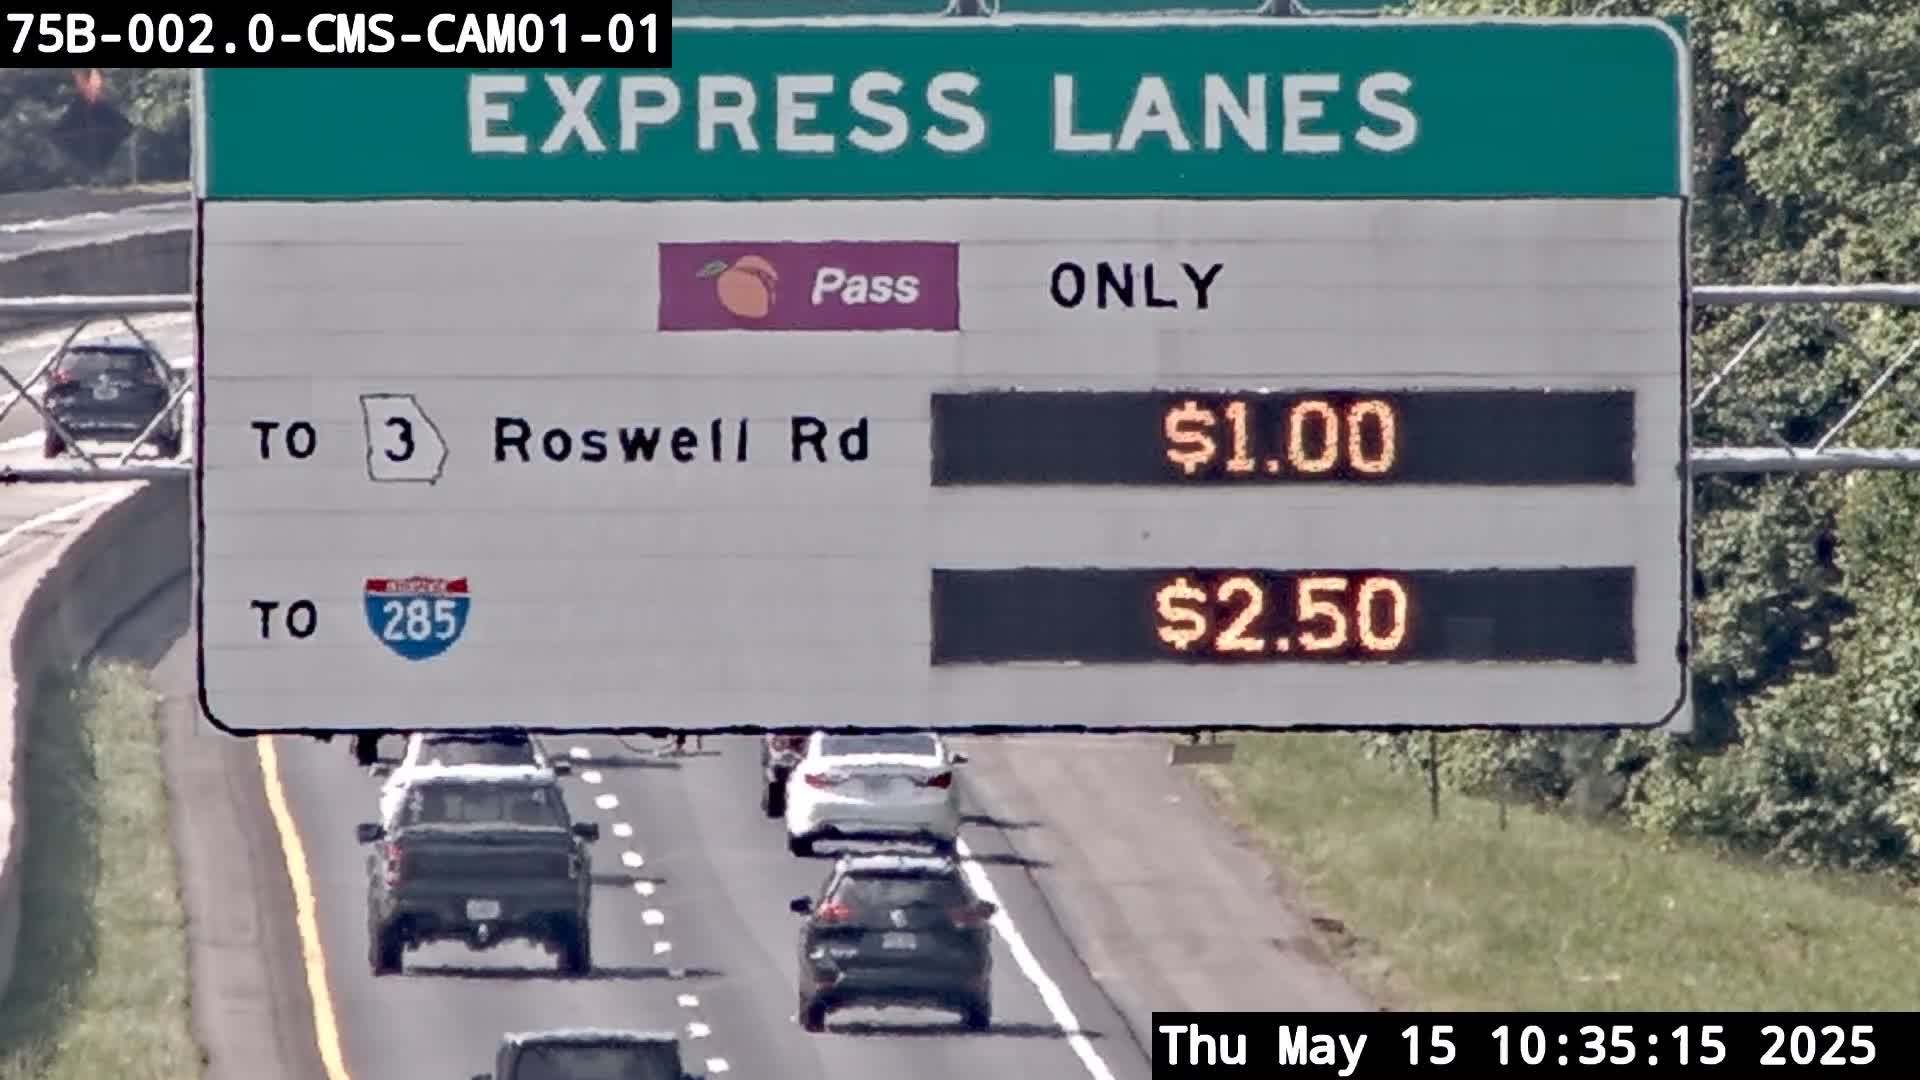 75B-002.0-CMS-CAM01-01
EXPRESS LANES
Pass ONLY
TO 3 Roswell Rd $1.00
TO INTERSTATE 285 $2.50
Thu May 15 10:35:15 2025